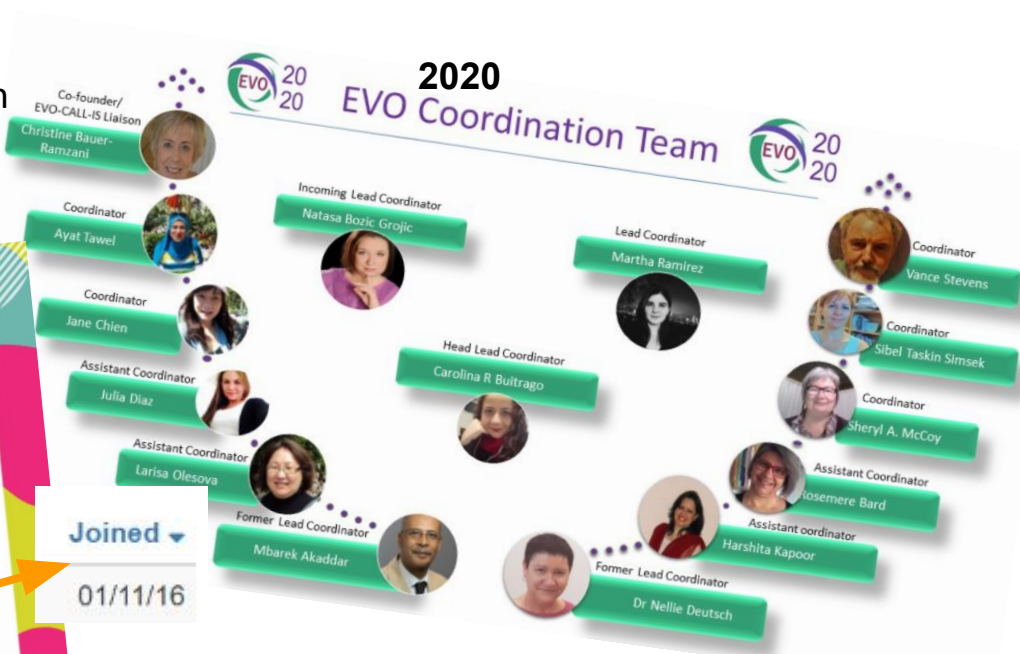 2020
EVO 20
20
EVO Coordination Team
EVO 20
20
n
Co-founder/
EVO-CALL-IS Liaison
Christine Bauer-
Ramzani
Coordinator
Ayat Tawel
Coordinator
Jane Chien
Assistant Coordinator
Julia Diaz
Assistant Coordinator
Larisa Olesova
Former Lead Coordinator
Mbarek Akaddar
Incoming Lead Coordinator
Natasa Bozic Grojic
Head Lead Coordinator
Carolina R Buitrago
Lead Coordinator
Martha Ramirez
Coordinator
Vance Stevens
Coordinator
Sibel Taskin Simsek
Coordinator
Sheryl A. McCoy
Assistant Coordinator
Rosemere Bard
Assistant oordinator
Harshita Kapoor
Former Lead Coordinator
Dr Nellie Deutsch
Joined
01/11/16